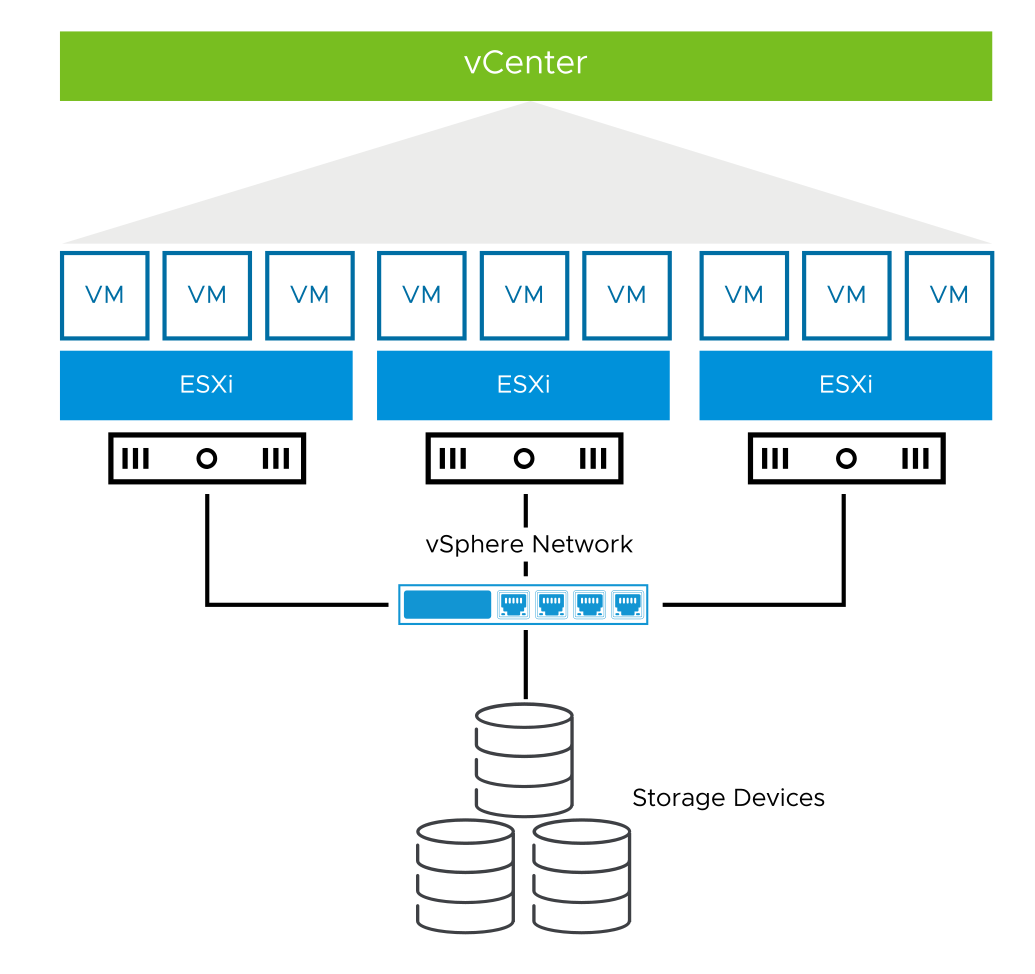 vCenter
VM VM VM VM VM VM VM VM VM
ESXi ESXi ESXi
vSphere Network
Storage Devices